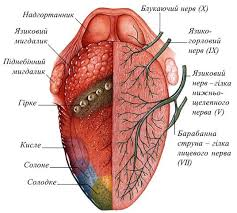 Надгортанник
Язиковий
мигдалик
Підніебінний
мигдалик
Гірке
Кисле
Солоне
Солодке
Блукаючий нерв (X)
Язико-
горловий
нерв (IX)
Язиковий
нерв – гілка
нижньо-
щелепного
нерва (V)
Барабанна
струна – гілка
лицевого нерва
(VII)